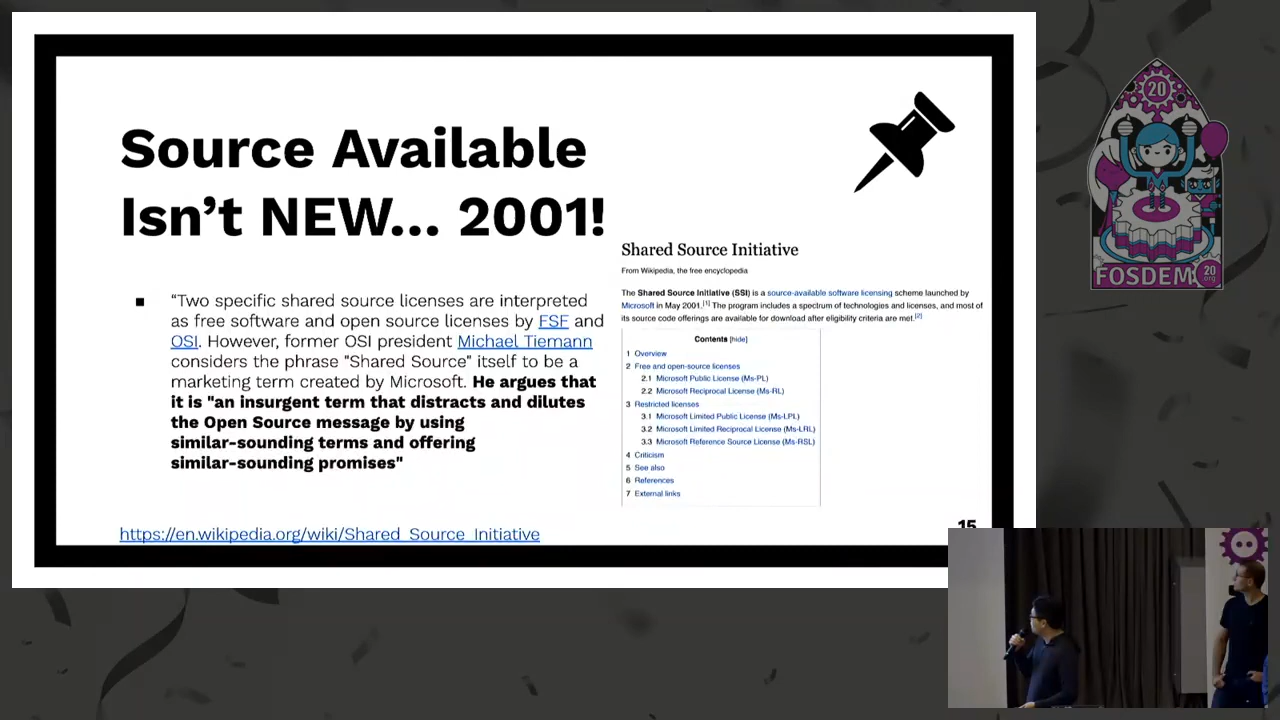 Source Available
Isn't NEW... 2001!
"Two specific shared source licenses are interpreted
as free software and open source licenses by FSF and
OSI. However, former OSI president Michael Tiemann
considers the phrase "Shared Source" itself to be a
marketing term created by Microsoft. He argues that
it is "an insurgent term that distracts and dilutes
the Open Source message by using
similar-sounding terms and offering
similar-sounding promises"
https://en.wikipedia.org/wiki/Shared_Source_Initiative
Shared Source Initiative
From Wikipedia, the free encyclopedia
The Shared Source Initiative (SSI) is a source-available software licensing scheme launched by
Microsoft in May 2001.[1] The program includes a spectrum of technologies and licenses, and most of
its source code offerings are available for download after eligibility criteria are met.[2]
Contents [hide]
1 Overview
2 Free and open-source licenses
2.1 Microsoft Public License (Ms-PL)
2.2 Microsoft Reciprocal License (Ms-RL)
3 Restricted licenses
3.1 Microsoft Limited Public License (Ms-LPL)
3.2 Microsoft Limited Reciprocal License (Ms-LRL)
3.3 Microsoft Reference Source License (Ms-RSL)
4 Criticism
5 See also
6 References
7 External links
15
20
FOSDEM 20
.org